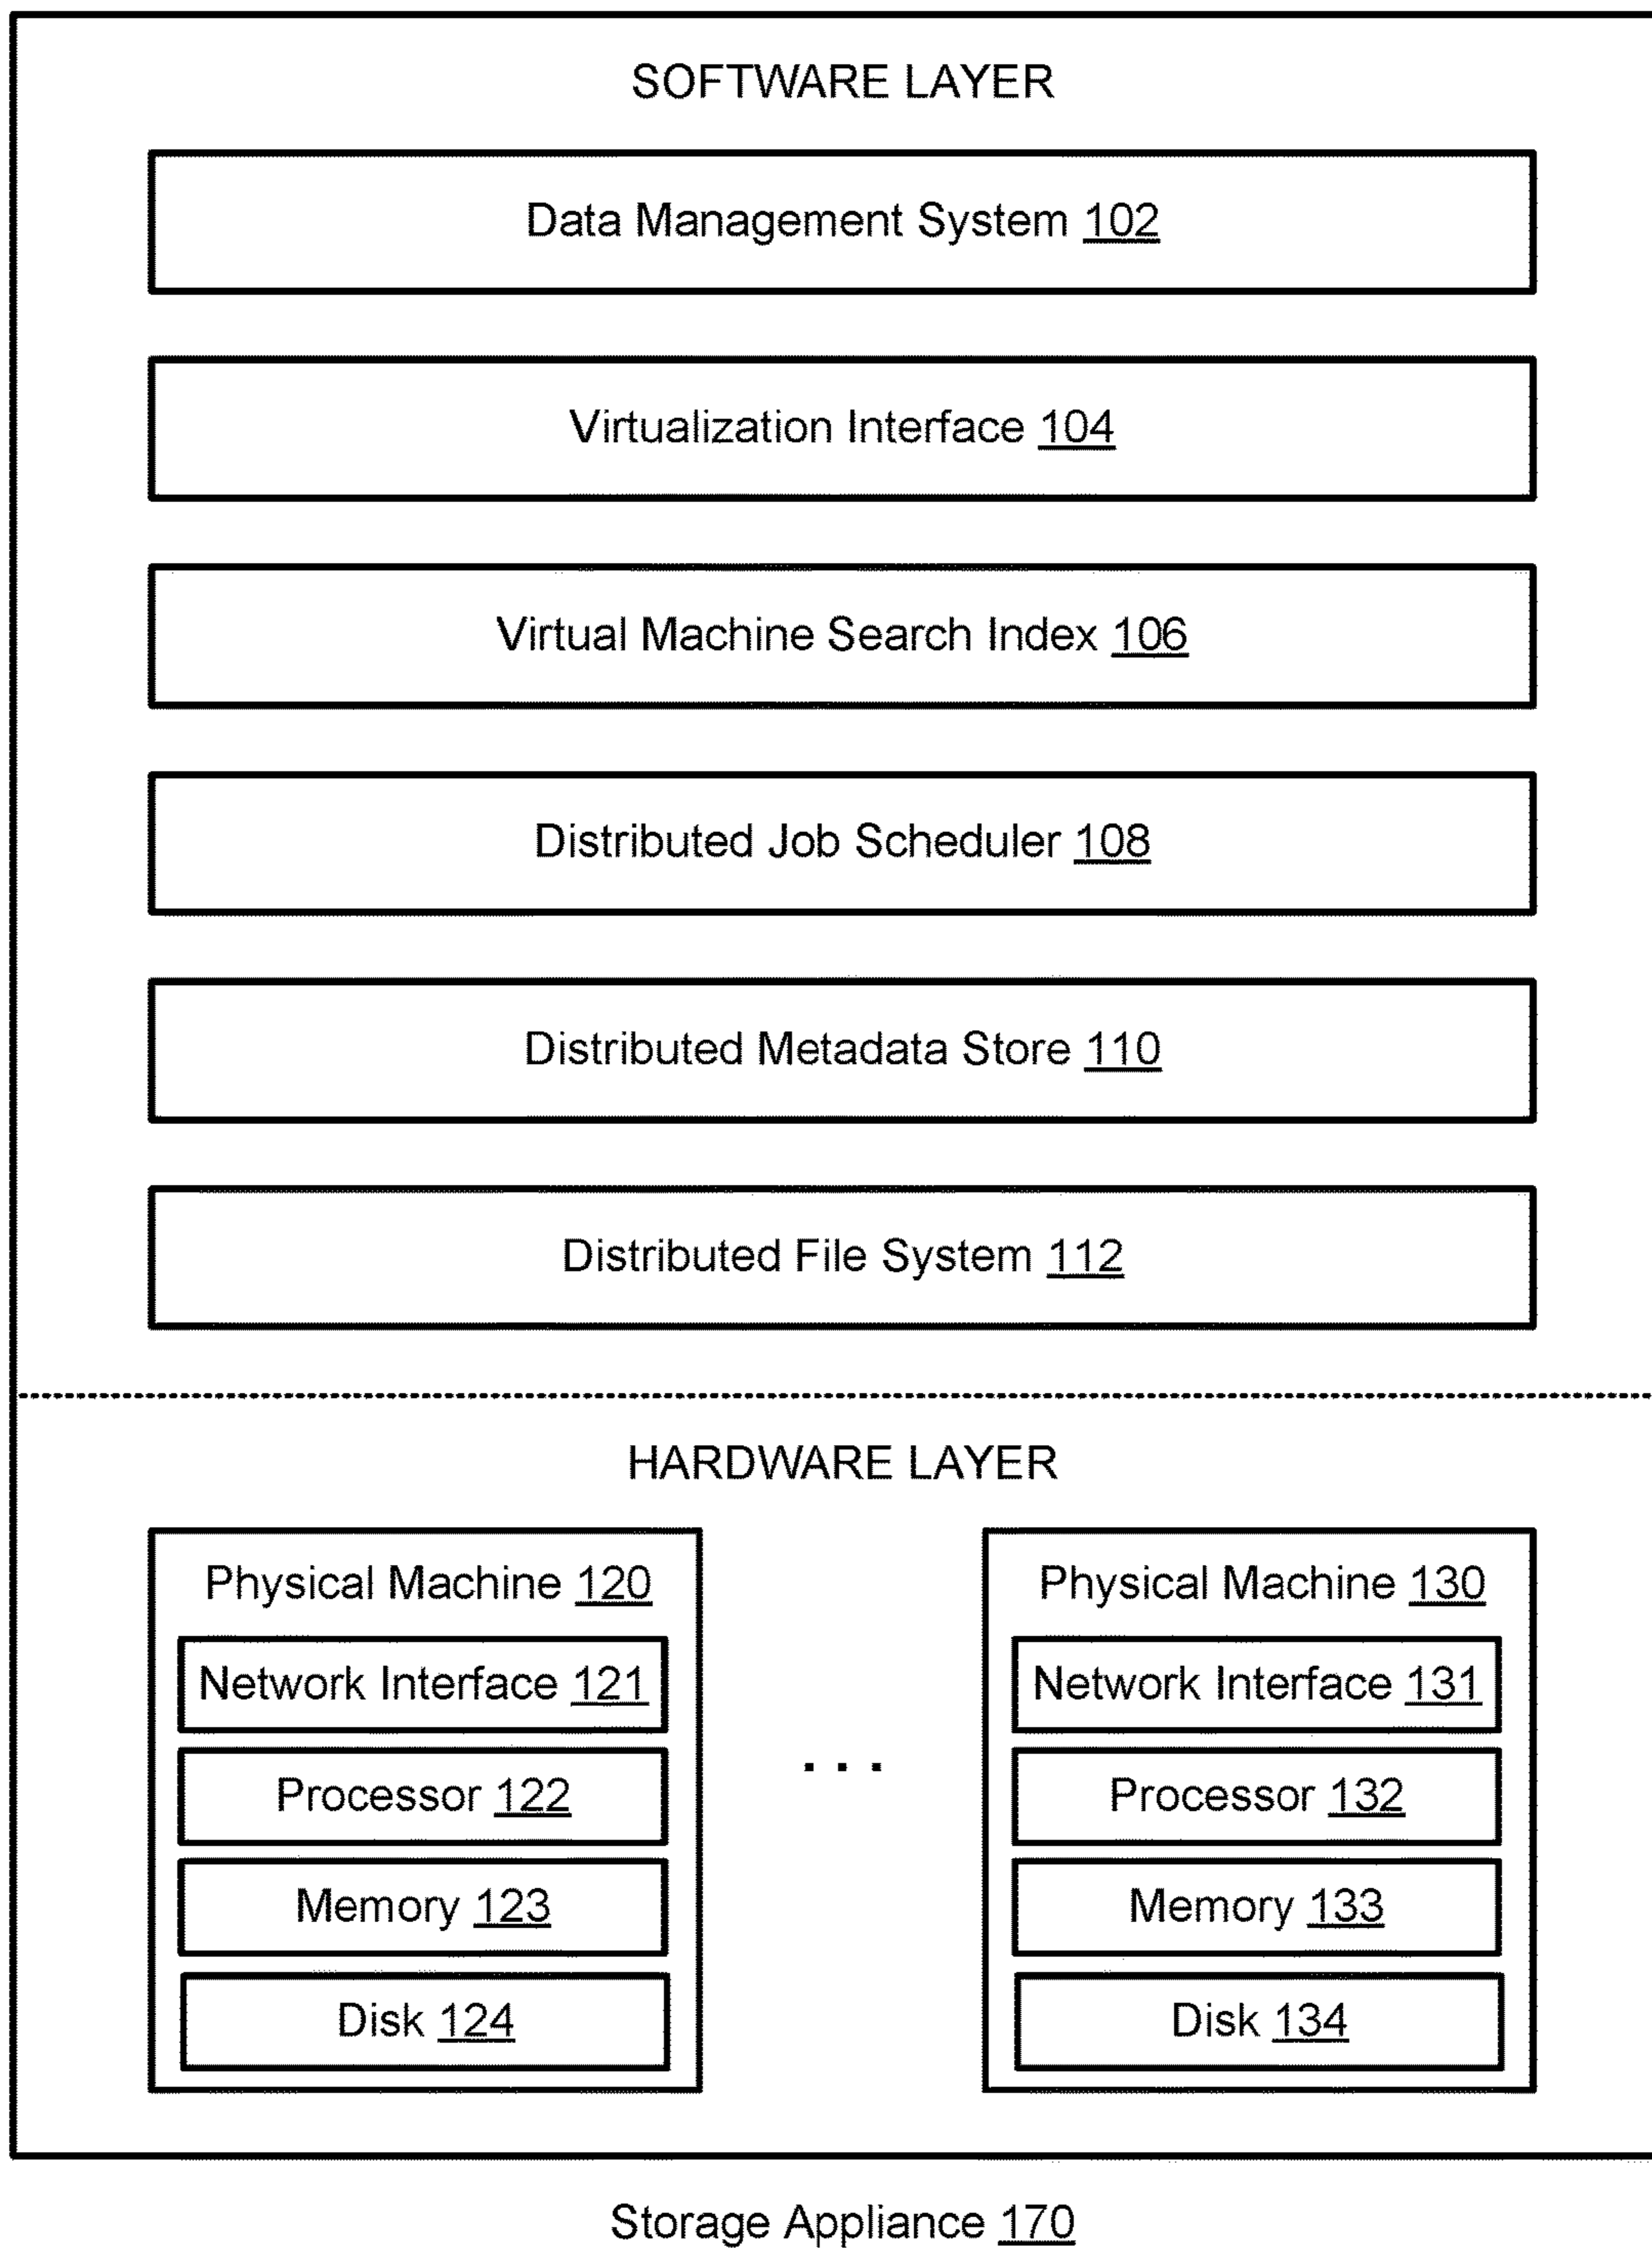 SOFTWARE LAYER
Data Management System 102
Virtualization Interface 104
Virtual Machine Search Index 106
Distributed Job Scheduler 108
Distributed Metadata Store 110
Distributed File System 112
HARDWARE LAYER
Physical Machine 120
Network Interface 121
Processor 122
Memory 123
Disk 124
...
Physical Machine 130
Network Interface 131
Processor 132
Memory 133
Disk 134
Storage Appliance 170